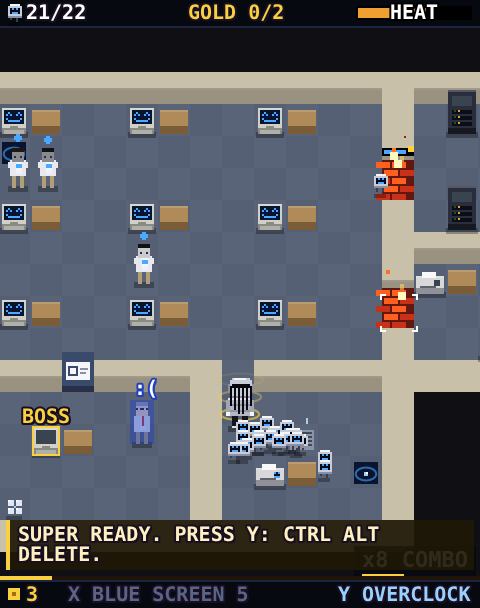 21/22 GOLD 0/2 HEAT
:(
BOSS
SUPER READY. PRESS Y: CTRL ALT
DELETE.
x8 COMBO
3 X BLUE SCREEN 5 Y OVERCLOCK